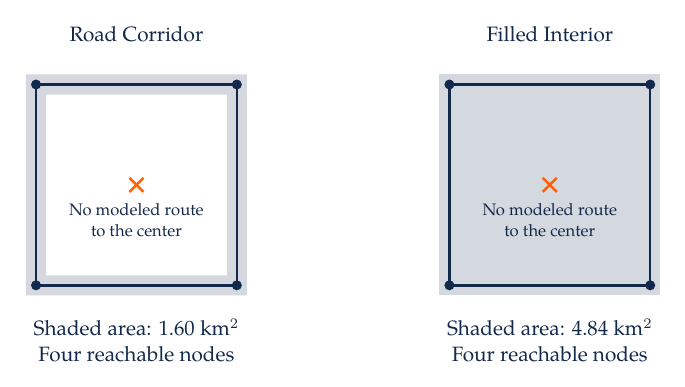 Road Corridor
No modeled route
to the center
Shaded area: 1.60 km²
Four reachable nodes
Filled Interior
No modeled route
to the center
Shaded area: 4.84 km²
Four reachable nodes